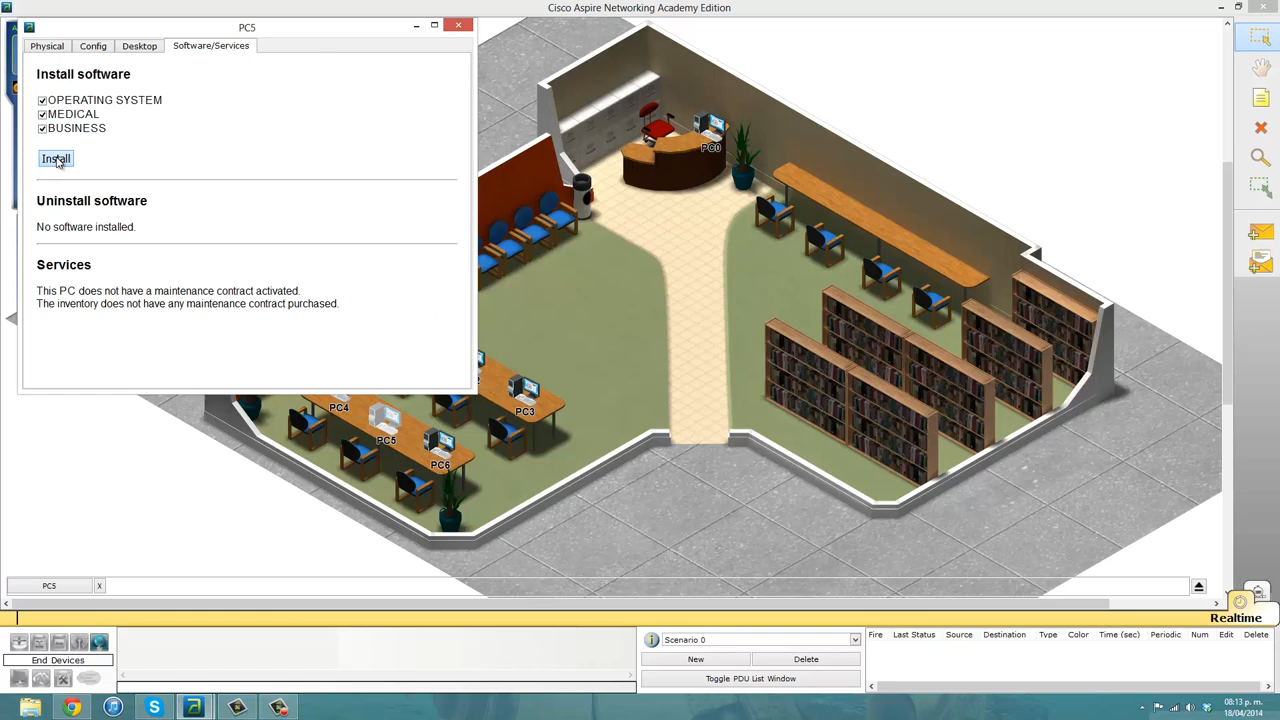 Cisco Aspire Networking Academy Edition
PC5
Physical
Config
Desktop
Software/Services
Install software
OPERATING SYSTEM
MEDICAL
BUSINESS
Install
Uninstall software
No software installed.
Services
This PC does not have a maintenance contract activated.
The inventory does not have any maintenance contract purchased.
PC0
PC3
PC4
PC5
PC6
PC5
X
Realtime
End Devices
Scenario 0
New
Delete
Toggle PDU List Window
Fire Last Status Source Destination Type Color Time (sec) Periodic Num Edit Delete
08:13 p. m.
18/04/2014